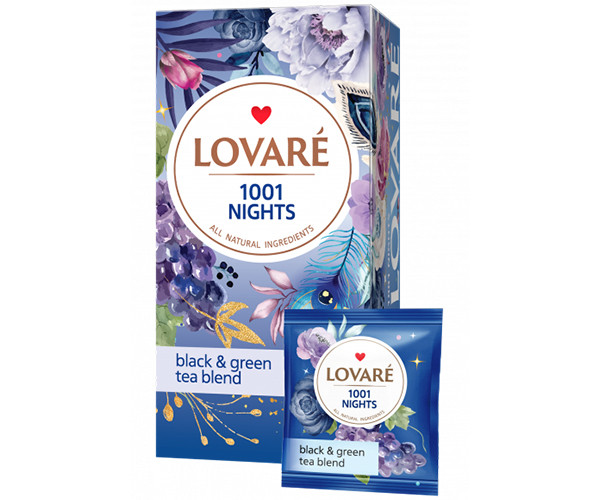 LOVARÉ
1001
NIGHTS
ALL NATURAL INGREDIENTS
black & green
tea blend
LOVARÉ
LOVARÉ
1001
NIGHTS
ALL NATURAL INGREDIENTS
black & green
tea blend